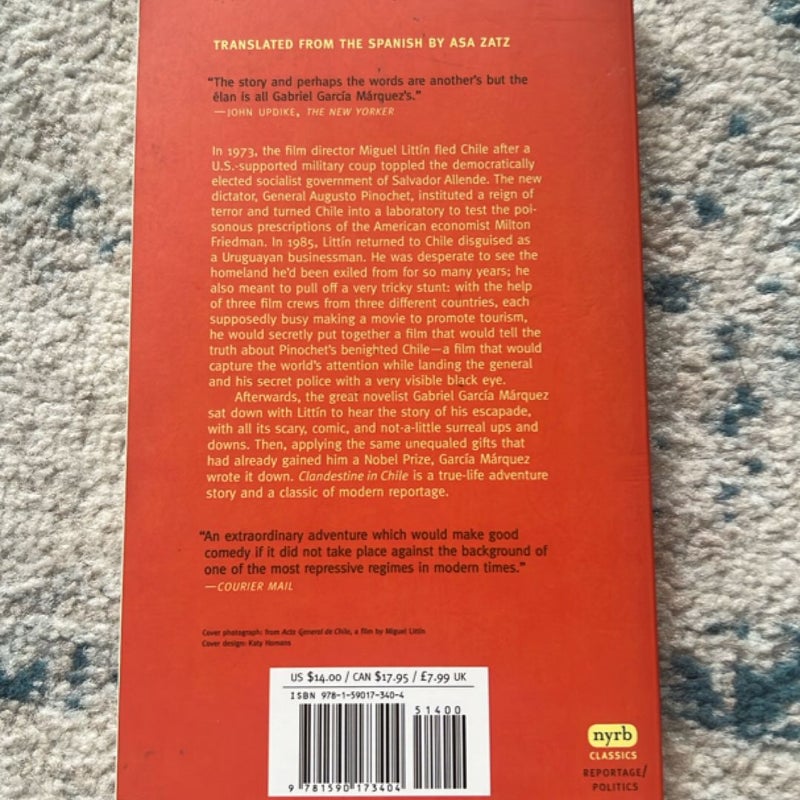 TRANSLATED FROM THE SPANISH BY ASA ZATZ
“The story and perhaps the words are another’s but the
élan is all Gabriel García Márquez’s.”
—JOHN UPDIKE, THE NEW YORKER
In 1973, the film director Miguel Littín fled Chile after a
U.S.-supported military coup toppled the democratically
elected socialist government of Salvador Allende. The new
dictator, General Augusto Pinochet, instituted a reign of
terror and turned Chile into a laboratory to test the poi-
sonous prescriptions of the American economist Milton
Friedman. In 1985, Littín returned to Chile disguised as
a Uruguayan businessman. He was desperate to see the
homeland he’d been exiled from for so many years; he
also meant to pull off a very tricky stunt: with the help
of three film crews from three different countries, each
supposedly busy making a movie to promote tourism,
he would secretly put together a film that would tell the
truth about Pinochet’s benighted Chile—a film that would
capture the world’s attention while landing the general
and his secret police with a very visible black eye.
Afterwards, the great novelist Gabriel García Márquez
sat down with Littín to hear the story of his escapade,
with all its scary, comic, and not-a-little surreal ups and
downs. Then, applying the same unequaled gifts that
had already gained him a Nobel Prize, García Márquez
wrote it down. Clandestine in Chile is a true-life adventure
story and a classic of modern reportage.
“An extraordinary adventure which would make good
comedy if it did not take place against the background of
one of the most repressive regimes in modern times.”
—COURIER MAIL
Cover photograph: from Acta General de Chile, a film by Miguel Littín
Cover design: Katy Homans
US $14.00 / CAN $17.95 / £7.99 UK
ISBN 978-1-59017-340-4
51400
9 781590 173404
nyrb
CLASSICS
REPORTAGE/
POLITICS